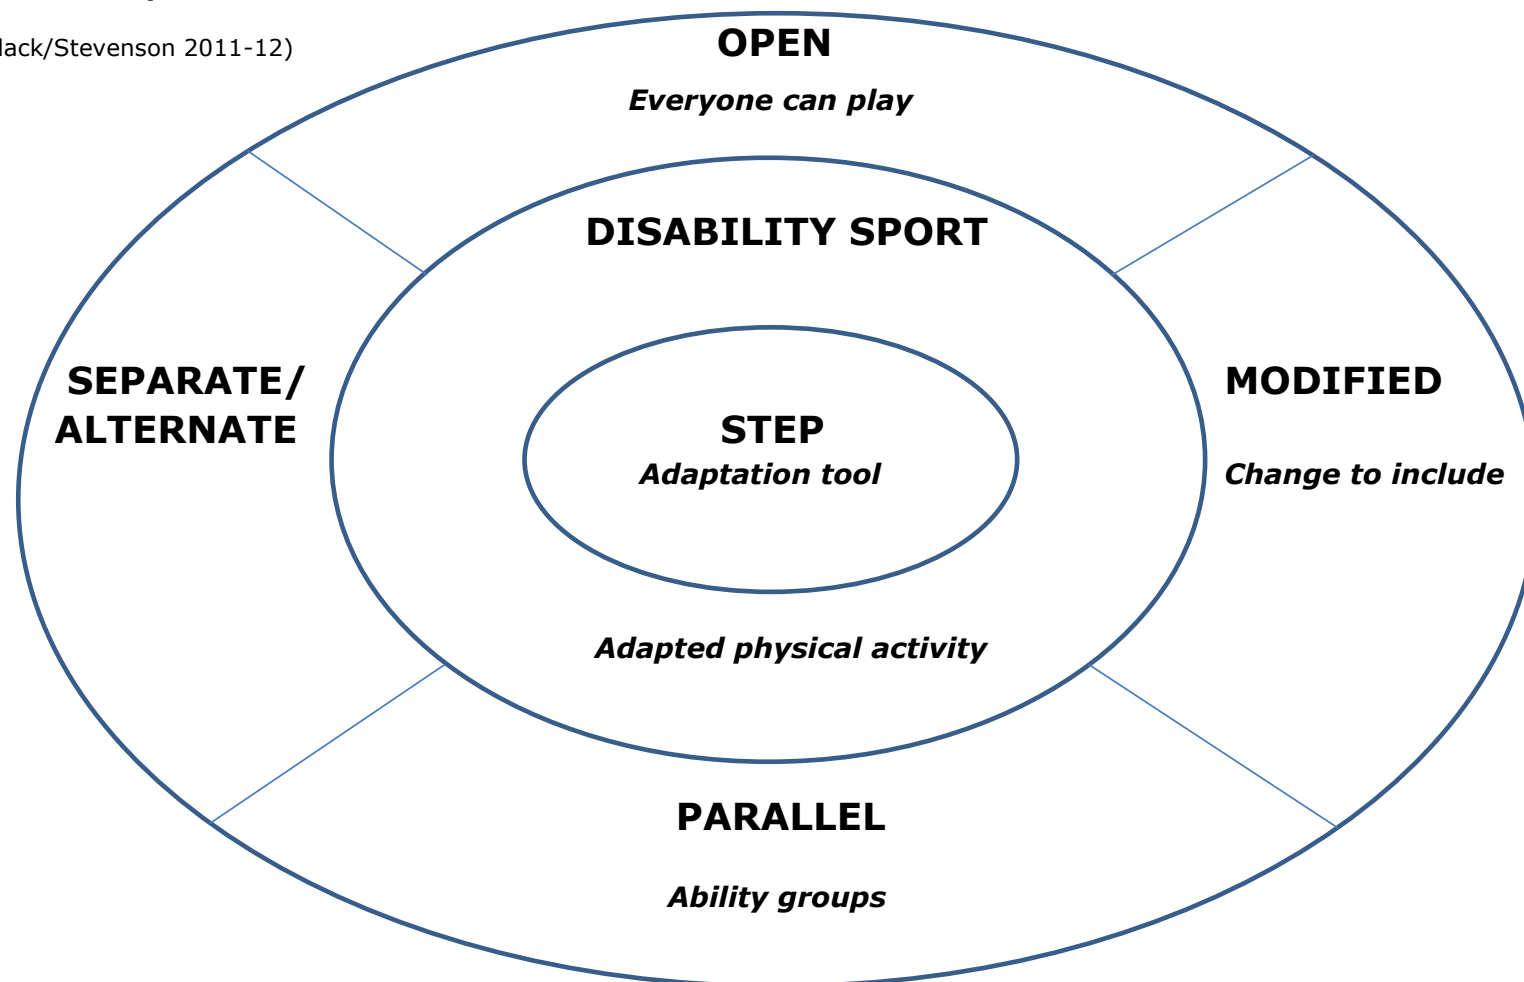 lack/Stevenson 2011-12)
OPEN
Everyone can play
DISABILITY SPORT
SEPARATE/
ALTERNATE
MODIFIED
Change to include
STEP
Adaptation tool
Adapted physical activity
PARALLEL
Ability groups